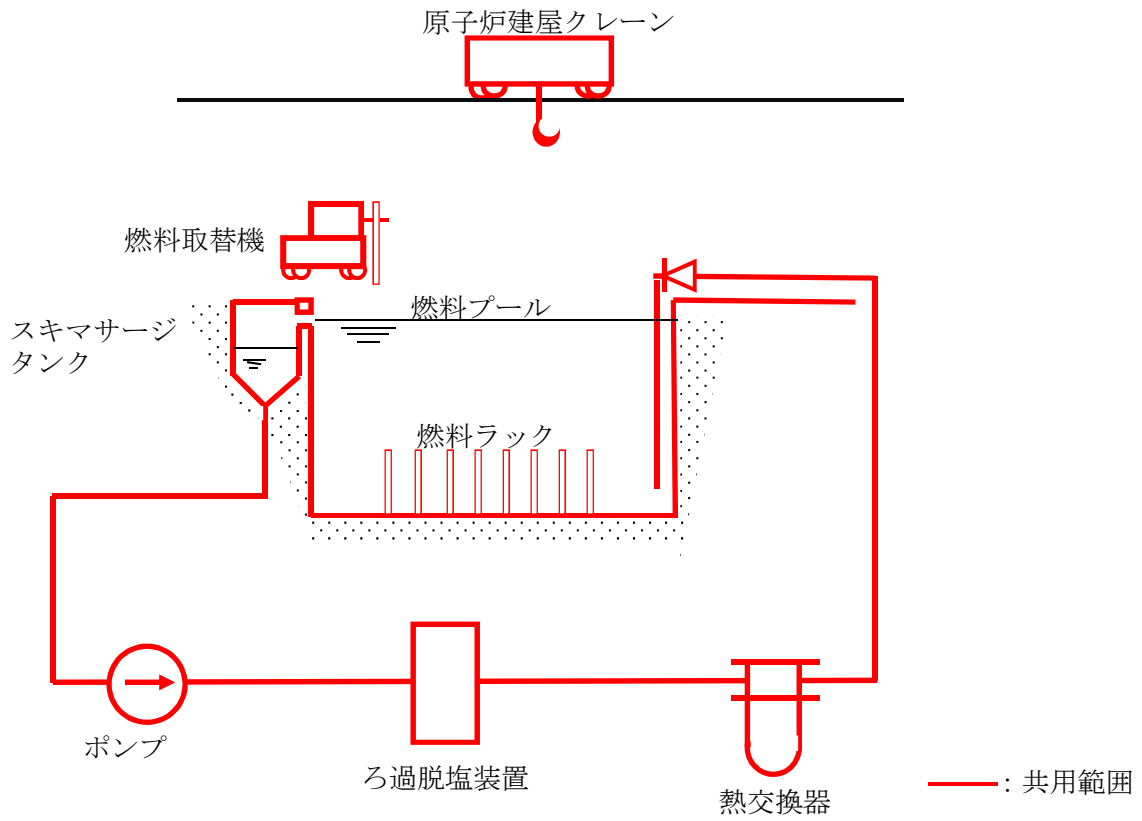 原子炉建屋クレーン
燃料取替機
燃料プール
スキマサージ
タンク
燃料ラック
ポンプ
ろ過脱塩装置
熱交換器
：共用範囲